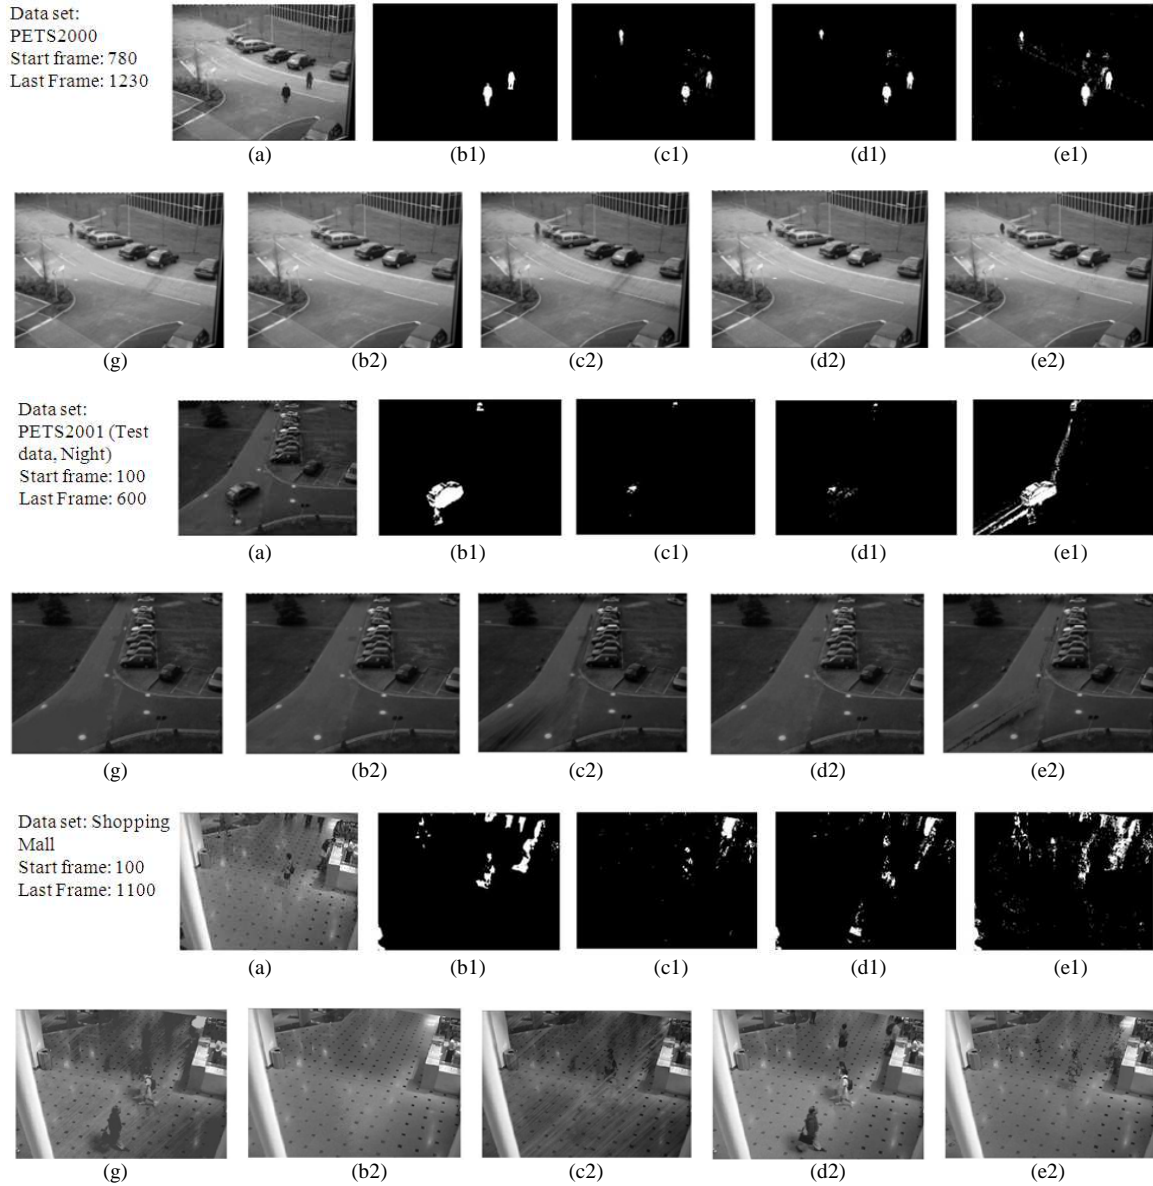 Data set:
PETS2000
Start frame: 780
Last Frame: 1230
(a)
(b1)
(c1)
(d1)
(e1)
(g)
(b2)
(c2)
(d2)
(e2)
Data set:
PETS2001 (Test
data, Night)
Start frame: 100
Last Frame: 600
(a)
(b1)
(c1)
(d1)
(e1)
(g)
(b2)
(c2)
(d2)
(e2)
Data set: Shopping
Mall
Start frame: 100
Last Frame: 1100
(a)
(b1)
(c1)
(d1)
(e1)
(g)
(b2)
(c2)
(d2)
(e2)